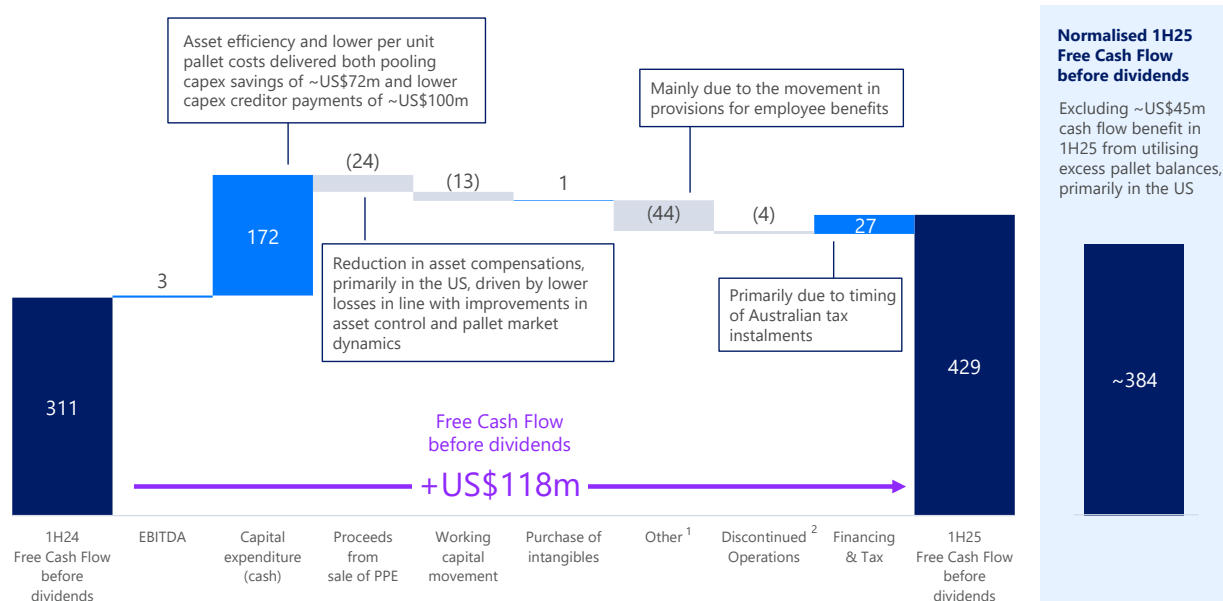 Asset efficiency and lower per unit
pallet costs delivered both pooling
capex savings of ~US$72m and lower
capex creditor payments of ~US$100m
Mainly due to the movement in
provisions for employee benefits
Reduction in asset compensations,
primarily in the US, driven by lower
losses in line with improvements in
asset control and pallet market
dynamics
Primarily due to timing
of Australian tax
instalments
311
3
172
(24)
(13)
1
(44)
(4)
27
429
Free Cash Flow
before dividends
+US$118m
1H24
Free Cash Flow
before
dividends
EBITDA
Capital
expenditure
(cash)
Proceeds
from
sale of PPE
Working
capital
movement
Purchase of
intangibles
Other 1
Discontinued 2
Operations
Financing
& Tax
1H25
Free Cash Flow
before
dividends
Normalised 1H25
Free Cash Flow
before dividends
Excluding ~US$45m
cash flow benefit in
1H25 from utilising
excess pallet balances,
primarily in the US
~384